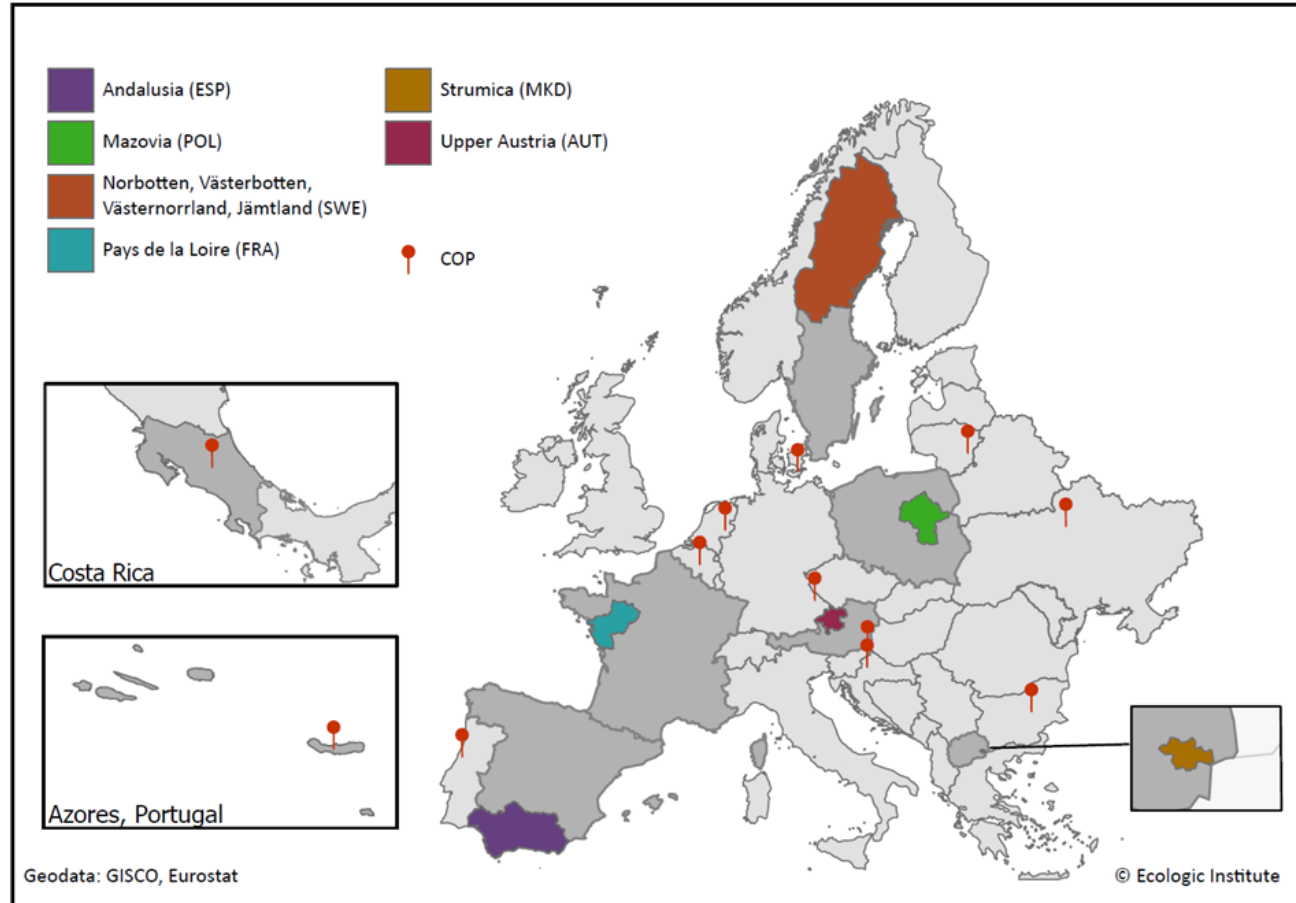 Andalusia (ESP)
Mazovia (POL)
Norbotten, Västerbotten,
Västernorrland, Jämtland (SWE)
Pays de la Loire (FRA)
Strumica (MKD)
Upper Austria (AUT)
COP
Costa Rica
Azores, Portugal
Geodata: GISCO, Eurostat
© Ecologic Institute